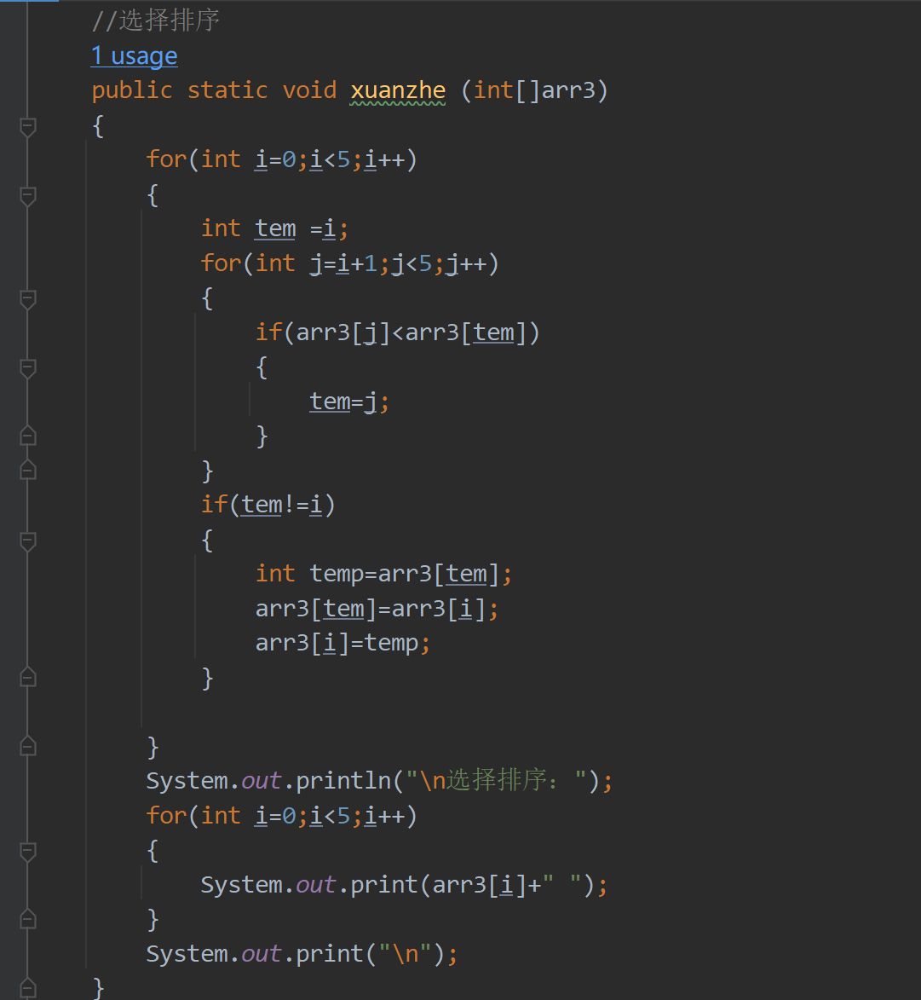 //选择排序
1 usage
public static void xuanzhe (int[]arr3)
{
for(int i=0;i<5;i++)
{
int tem =i;
for(int j=i+1;j<5;j++)
{
if(arr3[j]<arr3[tem])
{
tem=j;
}
}
if(tem!=i)
{
int temp=arr3[tem];
arr3[tem]=arr3[i];
arr3[i]=temp;
}
}
System.out.println("\n选择排序：");
for(int i=0;i<5;i++)
{
System.out.print(arr3[i]+" ");
}
System.out.print("\n");
}